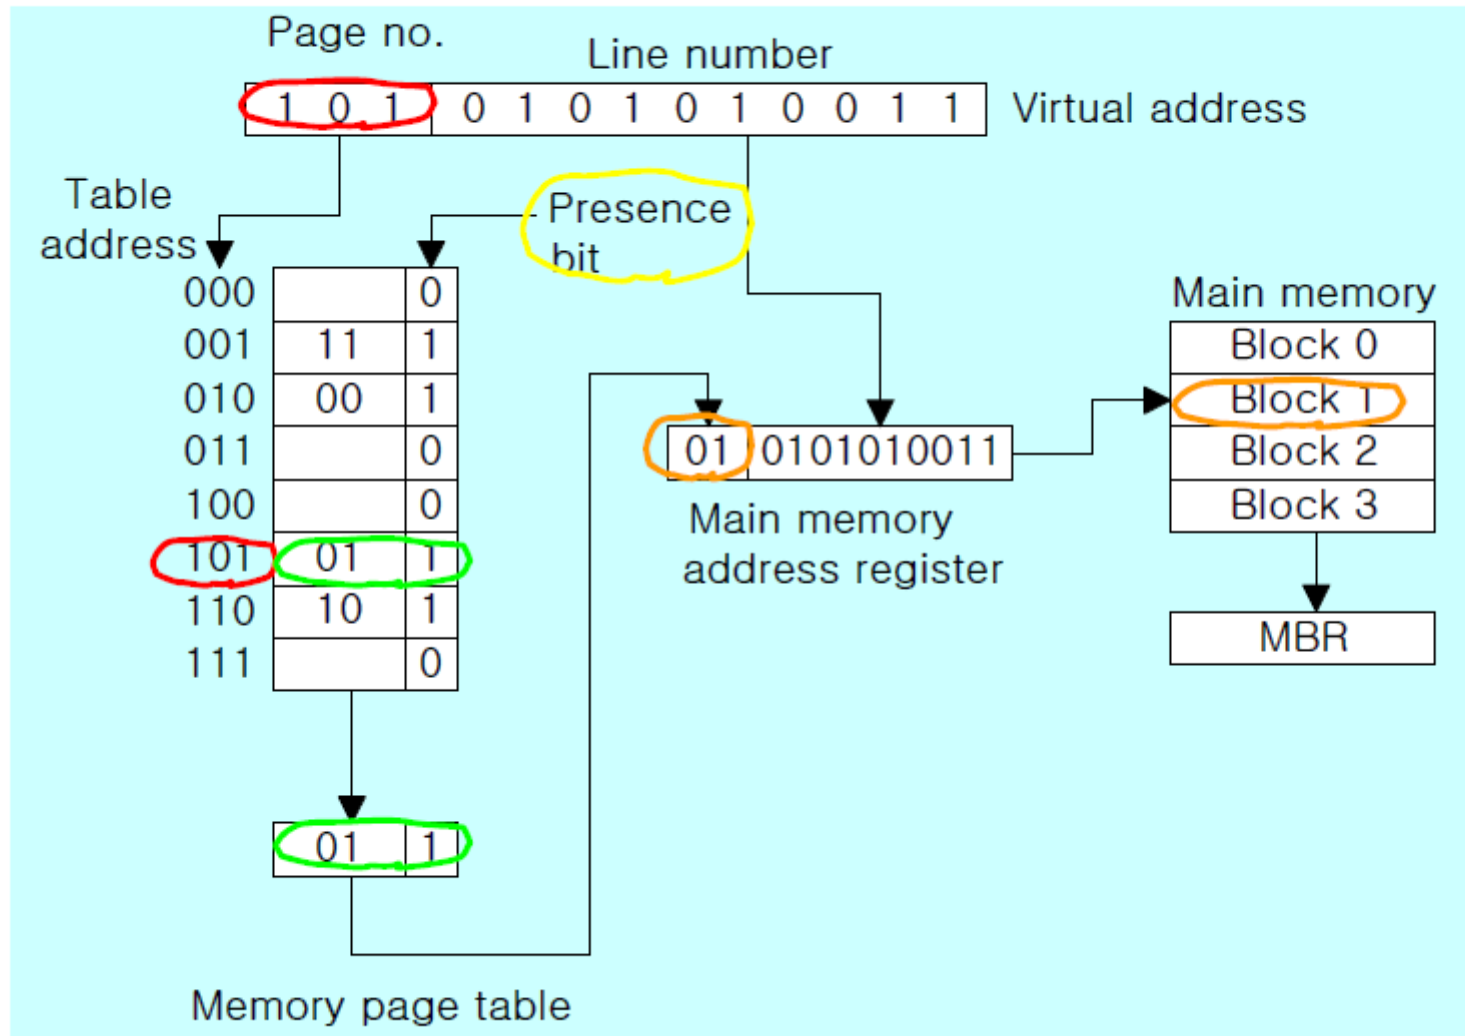 Page no.
Line number
1 0 1 0 1 0 1 0 1 0 0 1 1 Virtual address
Table
address
Presence
bit
000 0
001 11 1
010 00 1
011 0
100 0
101 01 1
110 10 1
111 0
01 1
Memory page table
01 0101010011
Main memory
address register
Main memory
Block 0
Block 1
Block 2
Block 3
MBR